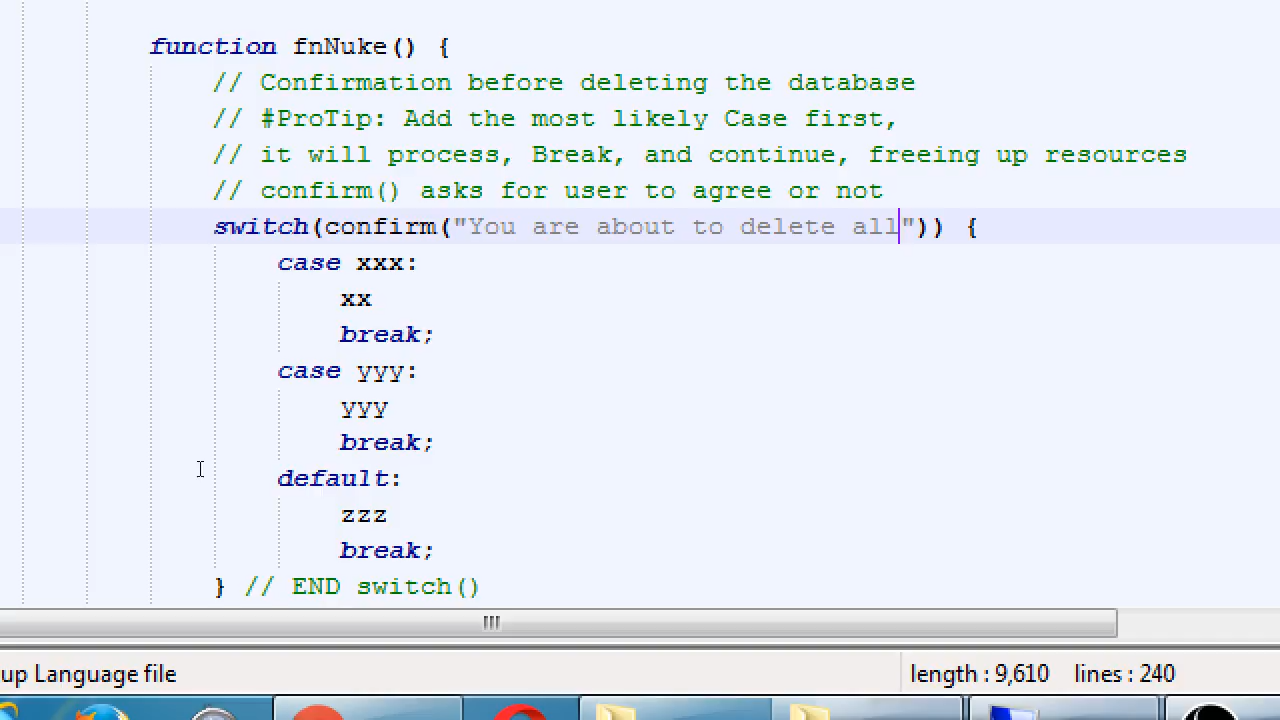 function fnNuke() {
// Confirmation before deleting the database
// #ProTip: Add the most likely Case first,
// it will process, Break, and continue, freeing up resources
// confirm() asks for user to agree or not
switch(confirm("You are about to delete all")) {
case xxx:
xx
break;
case yyy:
yyy
break;
default:
zzz
break;
} // END switch()
up Language file
length : 9,610 lines : 240